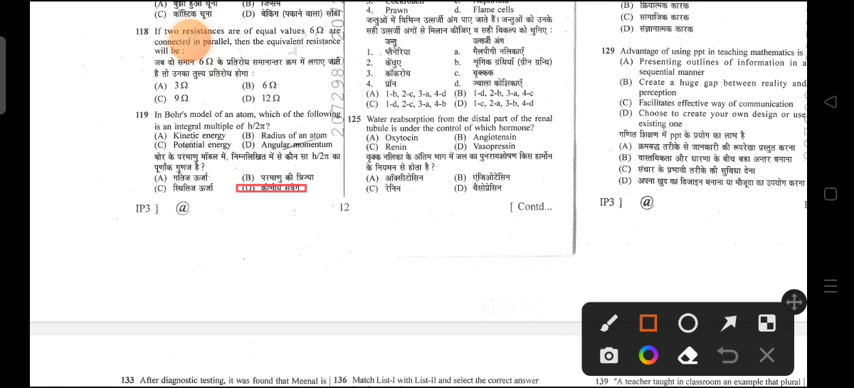 (A) बुझा हुआ चूना (B) जिप्सम
(C) कॉस्टिक चूना (D) बेकिंग (पकाने वाला) सोडा
118 If two resistances are of equal values 6Ω are
connected in parallel, then the equivalent resistance
will be :
जब दो समान 6Ω के प्रतिरोध समानान्तर क्रम में लगाए जाते
हैं तो उनका तुल्य प्रतिरोध होगा :
(A) 3Ω (B) 6Ω
(C) 9Ω (D) 12Ω
119 In Bohr's model of an atom, which of the following
is an integral multiple of h/2π?
(A) Kinetic energy (B) Radius of an atom
(C) Potential energy (D) Angular momentum
बोर के परमाणु मॉडल में, निम्नलिखित में से कौन सा h/2π का
पूर्णांक गुणज है?
(A) गतिज ऊर्जा (B) परमाणु की त्रिज्या
(C) स्थितिज ऊर्जा (D) कोणीय संवेग
IP3 ] @ 12
4. Prawn d. Flame cells
जन्तुओं में विभिन्न उत्सर्जी अंग पाए जाते हैं। जन्तुओं को उनके
सही उत्सर्जी अंगों से मिलान कीजिए व सही विकल्प को चुनिए :
जन्तु उत्सर्जी अंग
1. प्लैनेरिया a. मैलपीगी नलिकाएँ
2. केंचुए b. शृंगिक ग्रंथियाँ (ग्रीन ग्रन्थि)
3. कॉकरोच c. वृक्कक
4. प्रॉन d. ज्वाला कोशिकाएँ
(A) 1-b, 2-c, 3-a, 4-d (B) 1-d, 2-b, 3-a, 4-c
(C) 1-d, 2-c, 3-a, 4-b (D) 1-c, 2-a, 3-b, 4-d
125 Water reabsorption from the distal part of the renal
tubule is under the control of which hormone?
(A) Oxytocin (B) Angiotensin
(C) Renin (D) Vasopressin
वृक्क नलिका के अंतिम भाग में जल का पुनरावशोषण किस हार्मोन
के नियमन से होता है?
(A) ऑक्सीटोसिन (B) एंजिओटेंसिन
(C) रेनिन (D) वैसोप्रेसिन
[ Contd...
(B) क्रियात्मक कारक
(C) सामाजिक कारक
(D) संज्ञानात्मक कारक
129 Advantage of using ppt in teaching mathematics is
(A) Presenting outlines of information in a
sequential manner
(B) Create a huge gap between reality and
perception
(C) Facilitates effective way of communication
(D) Choose to create your own design or use
existing one
गणित शिक्षण में ppt के प्रयोग का लाभ है
(A) क्रमबद्ध तरीके से जानकारी की रूपरेखा प्रस्तुत करना
(B) वास्तविकता और धारणा के बीच बड़ा अन्तर बनाना
(C) संचार के प्रभावी तरीके की सुविधा देना
(D) अपना खुद का डिजाइन बनाना या मौजूदा का उपयोग करना
IP3 ] @
133 After diagnostic testing, it was found that Meenal is
136 Match List-I with List-II and select the correct answer
139 "A teacher taught in classroom an example that plural